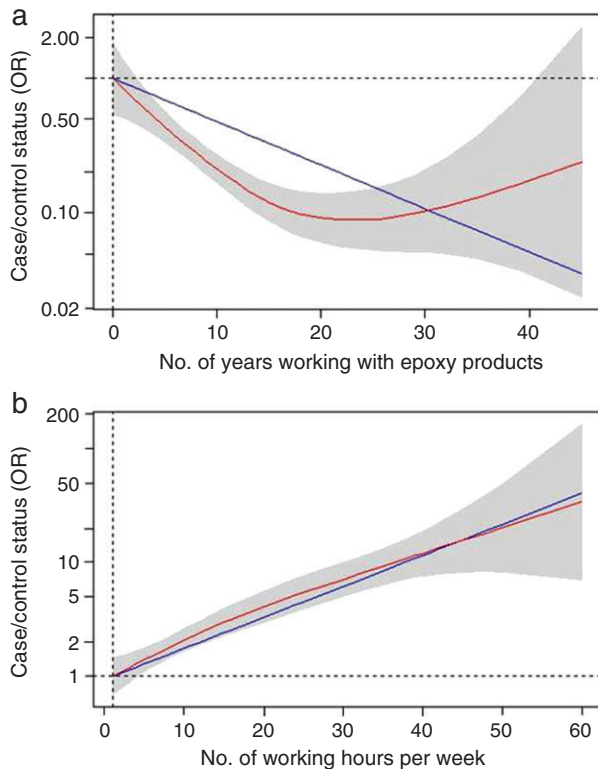 a
2.00
0.50
0.10
0.02
Case/control status (OR)
0 10 20 30 40
No. of years working with epoxy products
b
200
50
10
5
2
1
Case/control status (OR)
0 10 20 30 40 50 60
No. of working hours per week